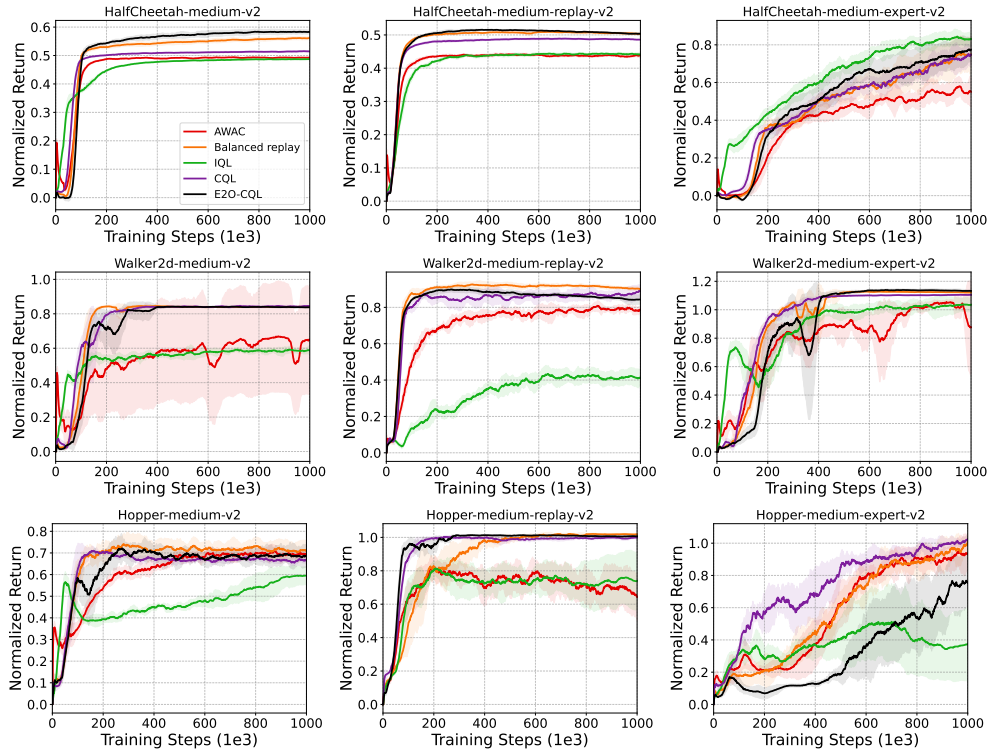 HalfCheetah-medium-v2
Normalized Return
0.6
0.5
0.4
0.3
0.2
0.1
0.0
AWAC
Balanced replay
IQL
CQL
E2O-CQL
0 200 400 600 800 1000
Training Steps (1e3)
HalfCheetah-medium-replay-v2
Normalized Return
0.5
0.4
0.3
0.2
0.1
0.0
0 200 400 600 800 1000
Training Steps (1e3)
HalfCheetah-medium-expert-v2
Normalized Return
0.8
0.6
0.4
0.2
0.0
0 200 400 600 800 1000
Training Steps (1e3)
Walker2d-medium-v2
Normalized Return
1.0
0.8
0.6
0.4
0.2
0.0
0 200 400 600 800 1000
Training Steps (1e3)
Walker2d-medium-replay-v2
Normalized Return
0.8
0.6
0.4
0.2
0.0
0 200 400 600 800 1000
Training Steps (1e3)
Walker2d-medium-expert-v2
Normalized Return
1.2
1.0
0.8
0.6
0.4
0.2
0.0
0 200 400 600 800 1000
Training Steps (1e3)
Hopper-medium-v2
Normalized Return
0.8
0.7
0.6
0.5
0.4
0.3
0.2
0.1
0.0
0 200 400 600 800 1000
Training Steps (1e3)
Hopper-medium-replay-v2
Normalized Return
1.0
0.8
0.6
0.4
0.2
0.0
0 200 400 600 800 1000
Training Steps (1e3)
Hopper-medium-expert-v2
Normalized Return
1.0
0.8
0.6
0.4
0.2
0.0
0 200 400 600 800 1000
Training Steps (1e3)